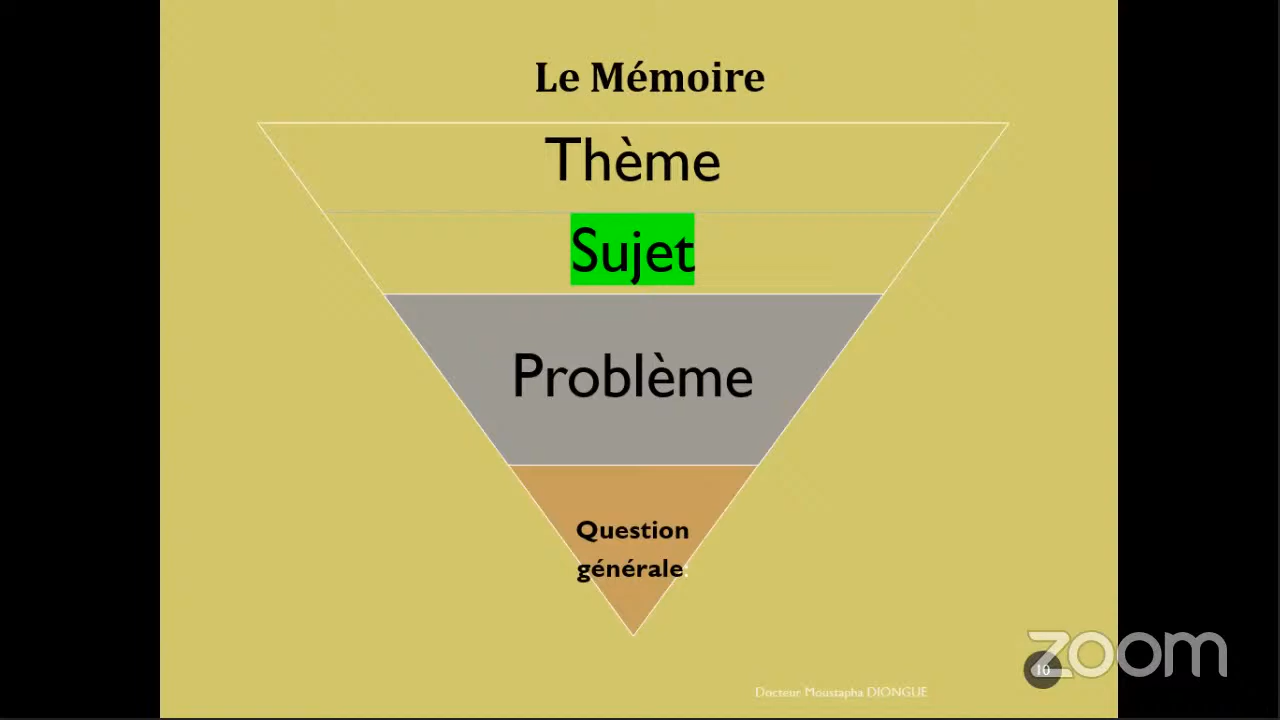 Le Mémoire
Thème
Sujet
Problème
Question
générale:
zoom
10
Docteur Moustapha DIONGUE